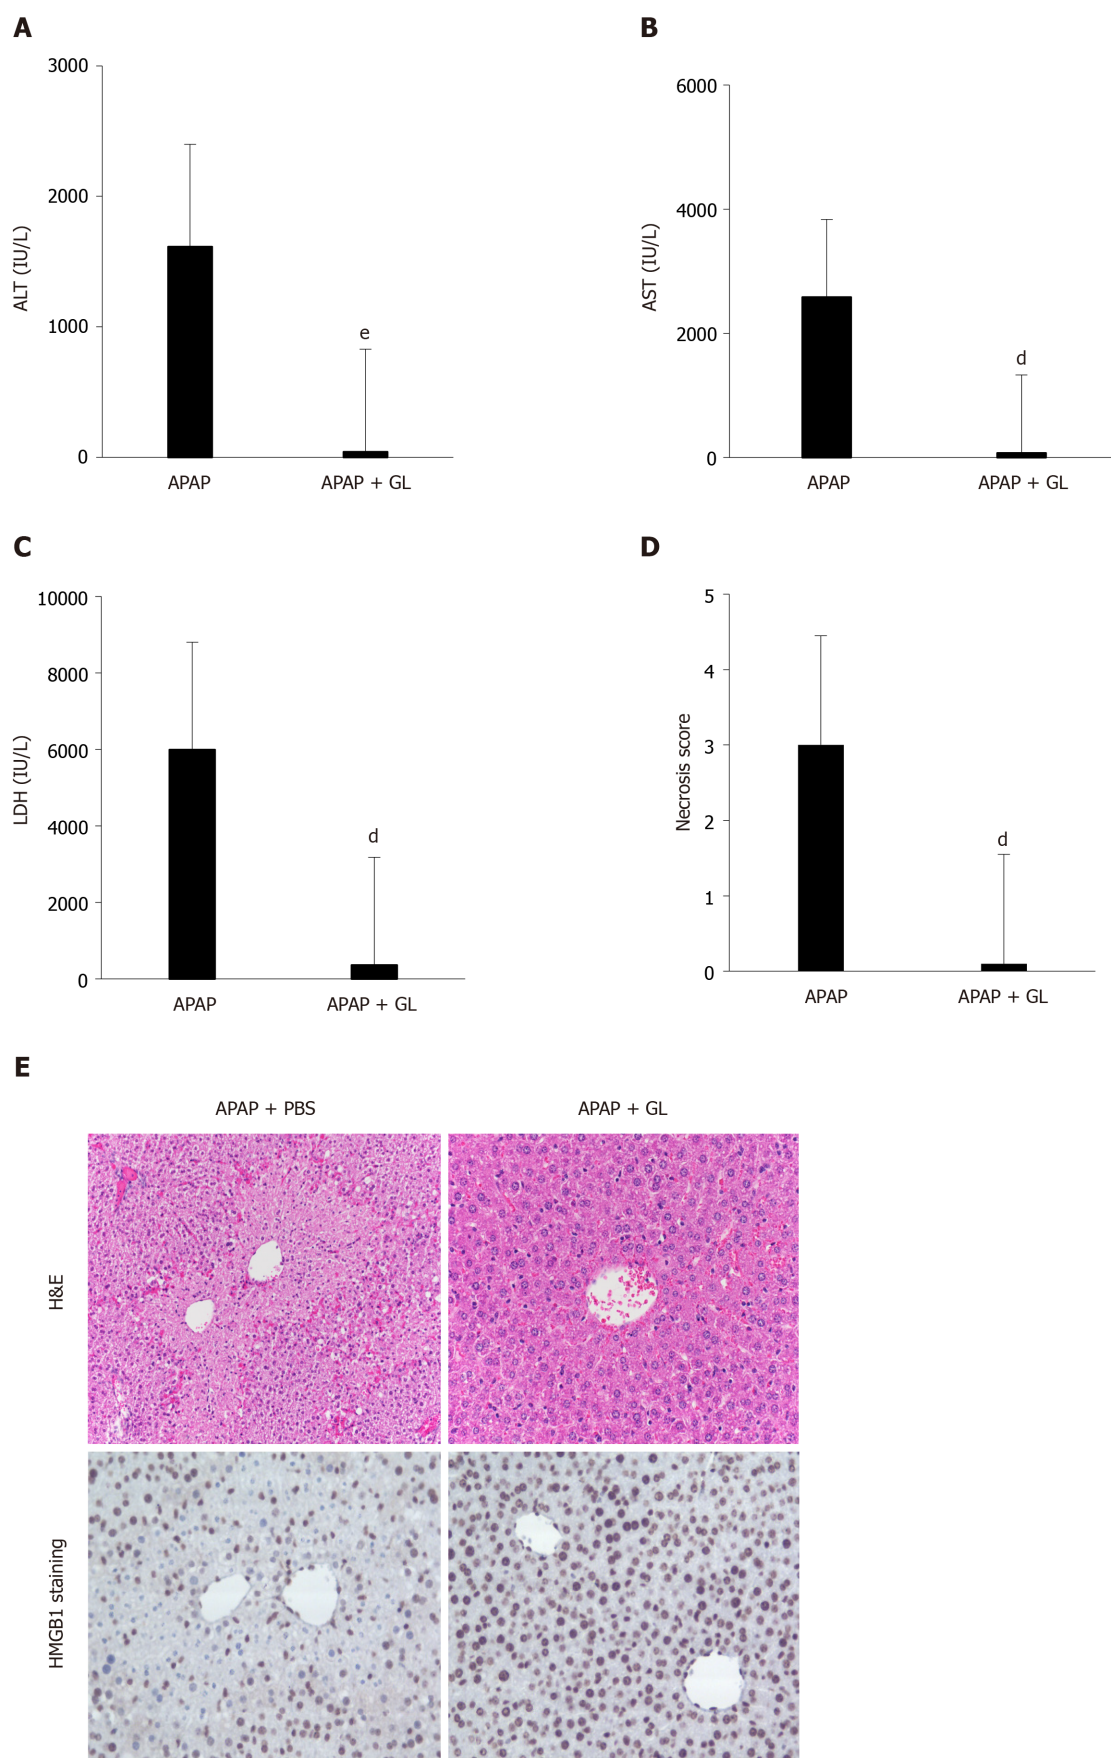 A
3000
2000
1000
0
ALT (IU/L)
e
APAP
APAP + GL
B
6000
4000
2000
0
AST (IU/L)
d
APAP
APAP + GL
C
10000
8000
6000
4000
2000
0
LDH (IU/L)
d
APAP
APAP + GL
D
5
4
3
2
1
0
Necrosis score
d
APAP
APAP + GL
E
APAP + PBS
APAP + GL
H&E
HMGB1 staining